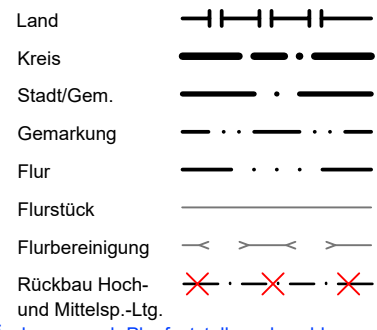 Land
Kreis
Stadt/Gem.
Gemarkung
Flur
Flurstück
Flurbereinigung
Rückbau Hoch-
und Mittelsp.-Ltg.